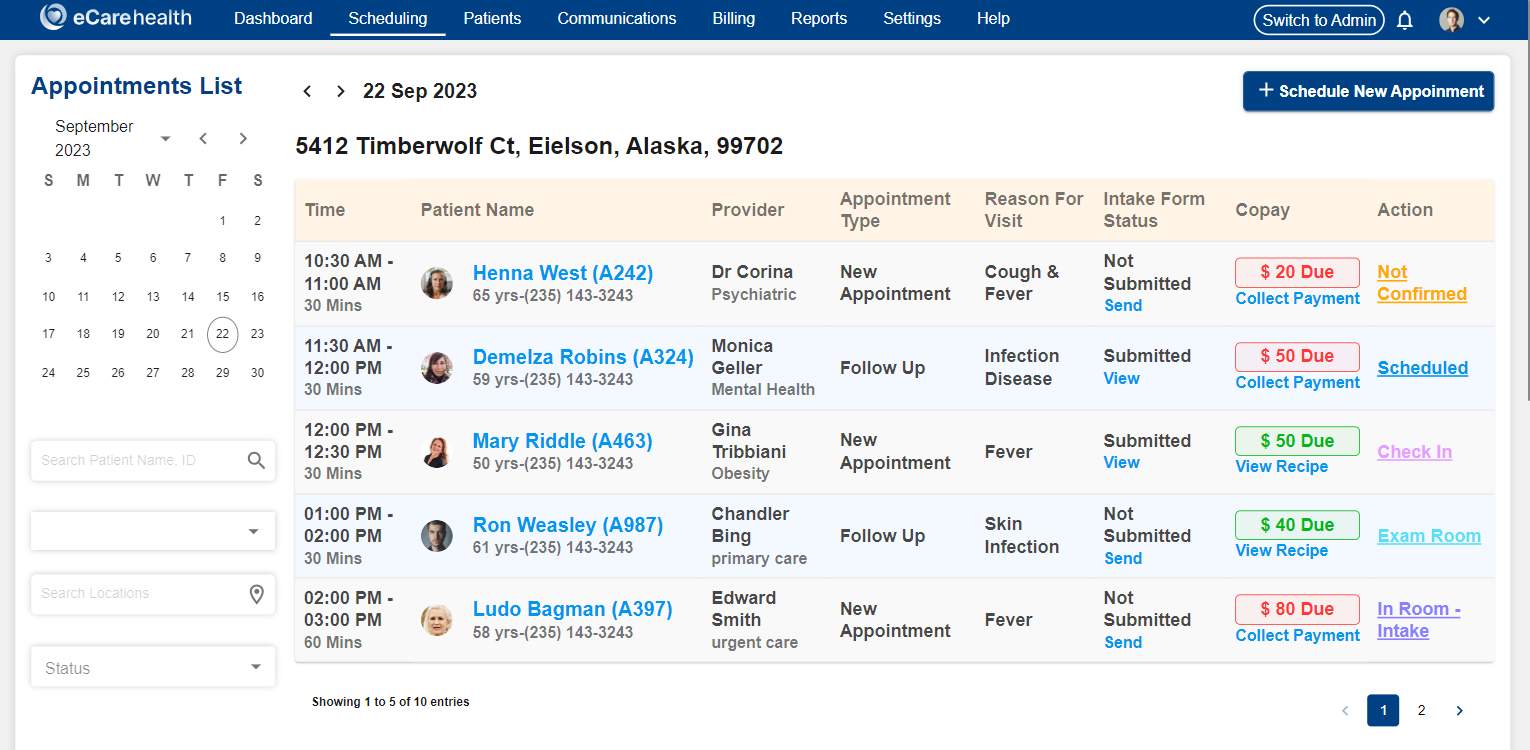 eCarehealth
Dashboard
Scheduling
Patients
Communications
Billing
Reports
Settings
Help
Switch to Admin
Appointments List
September
2023
S M T W T F S
1 2
3 4 5 6 7 8 9
10 11 12 13 14 15 16
17 18 19 20 21 22 23
24 25 26 27 28 29 30
Search Patient Name, ID
Search Locations
Status
22 Sep 2023
+ Schedule New Appoinment
5412 Timberwolf Ct, Eielson, Alaska, 99702
Time
Patient Name
Provider
Appointment
Type
Reason For
Visit
Intake Form
Status
Copay
Action
10:30 AM -
11:00 AM
30 Mins
Henna West (A242)
65 yrs-(235) 143-3243
Dr Corina
Psychiatric
New
Appointment
Cough &
Fever
Not
Submitted
Send
$ 20 Due
Collect Payment
Not
Confirmed
11:30 AM -
12:00 PM
30 Mins
Demelza Robins (A324)
59 yrs-(235) 143-3243
Monica
Geller
Mental Health
Follow Up
Infection
Disease
Submitted
View
$ 50 Due
Collect Payment
Scheduled
12:00 PM -
12:30 PM
30 Mins
Mary Riddle (A463)
50 yrs-(235) 143-3243
Gina
Tribbiani
Obesity
New
Appointment
Fever
Submitted
View
$ 50 Due
View Recipe
Check In
01:00 PM -
02:00 PM
30 Mins
Ron Weasley (A987)
61 yrs-(235) 143-3243
Chandler
Bing
primary care
Follow Up
Skin
Infection
Not
Submitted
Send
$ 40 Due
View Recipe
Exam Room
02:00 PM -
03:00 PM
60 Mins
Ludo Bagman (A397)
58 yrs-(235) 143-3243
Edward
Smith
urgent care
New
Appointment
Fever
Not
Submitted
Send
$ 80 Due
Collect Payment
In Room -
Intake
Showing 1 to 5 of 10 entries
1 2